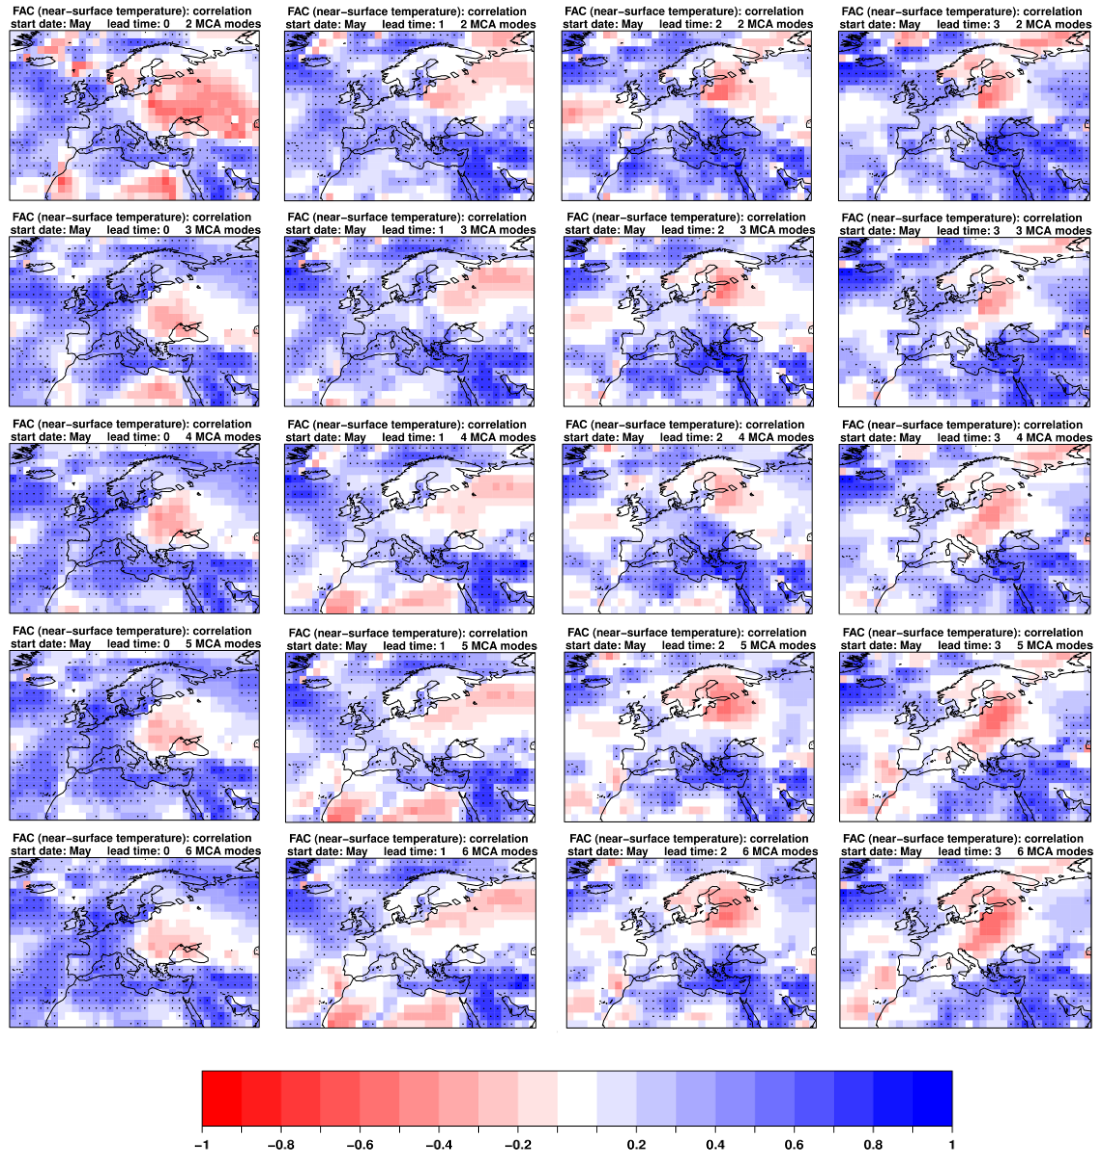 FAC (near−surface temperature): correlation
start date: May lead time: 0 2 MCA modes
FAC (near−surface temperature): correlation
start date: May lead time: 1 2 MCA modes
FAC (near−surface temperature): correlation
start date: May lead time: 2 2 MCA modes
FAC (near−surface temperature): correlation
start date: May lead time: 3 2 MCA modes
FAC (near−surface temperature): correlation
start date: May lead time: 0 3 MCA modes
FAC (near−surface temperature): correlation
start date: May lead time: 1 3 MCA modes
FAC (near−surface temperature): correlation
start date: May lead time: 2 3 MCA modes
FAC (near−surface temperature): correlation
start date: May lead time: 3 3 MCA modes
FAC (near−surface temperature): correlation
start date: May lead time: 0 4 MCA modes
FAC (near−surface temperature): correlation
start date: May lead time: 1 4 MCA modes
FAC (near−surface temperature): correlation
start date: May lead time: 2 4 MCA modes
FAC (near−surface temperature): correlation
start date: May lead time: 3 4 MCA modes
FAC (near−surface temperature): correlation
start date: May lead time: 0 5 MCA modes
FAC (near−surface temperature): correlation
start date: May lead time: 1 5 MCA modes
FAC (near−surface temperature): correlation
start date: May lead time: 2 5 MCA modes
FAC (near−surface temperature): correlation
start date: May lead time: 3 5 MCA modes
FAC (near−surface temperature): correlation
start date: May lead time: 0 6 MCA modes
FAC (near−surface temperature): correlation
start date: May lead time: 1 6 MCA modes
FAC (near−surface temperature): correlation
start date: May lead time: 2 6 MCA modes
FAC (near−surface temperature): correlation
start date: May lead time: 3 6 MCA modes
−1 −0.8 −0.6 −0.4 −0.2 0.2 0.4 0.6 0.8 1